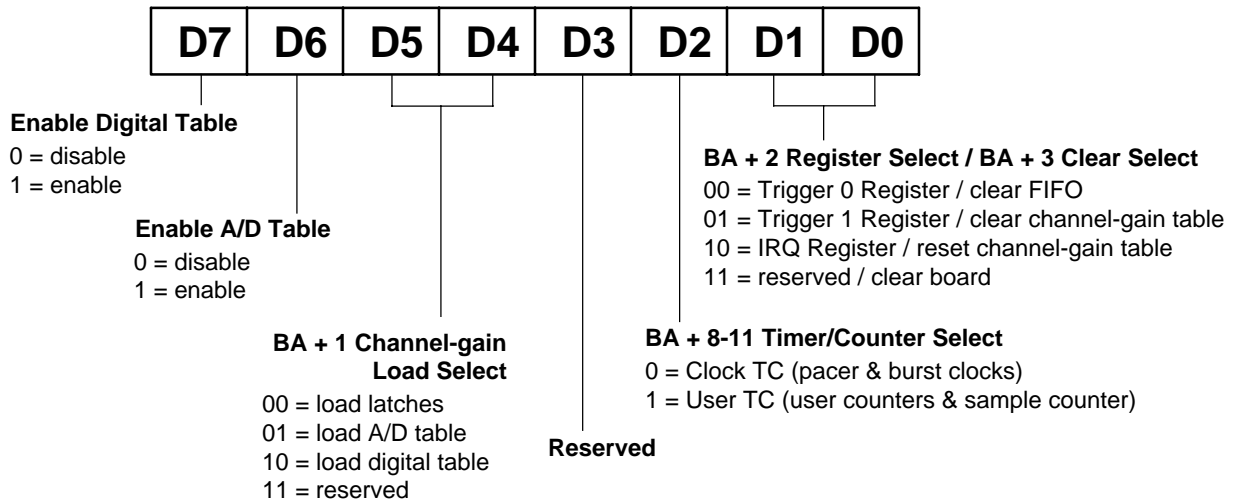 D7 D6 D5 D4 D3 D2 D1 D0
Enable Digital Table
0 = disable
1 = enable
Enable A/D Table
0 = disable
1 = enable
BA + 1 Channel-gain
Load Select
00 = load latches
01 = load A/D table
10 = load digital table
11 = reserved
Reserved
BA + 8-11 Timer/Counter Select
0 = Clock TC (pacer & burst clocks)
1 = User TC (user counters & sample counter)
BA + 2 Register Select / BA + 3 Clear Select
00 = Trigger 0 Register / clear FIFO
01 = Trigger 1 Register / clear channel-gain table
10 = IRQ Register / reset channel-gain table
11 = reserved / clear board